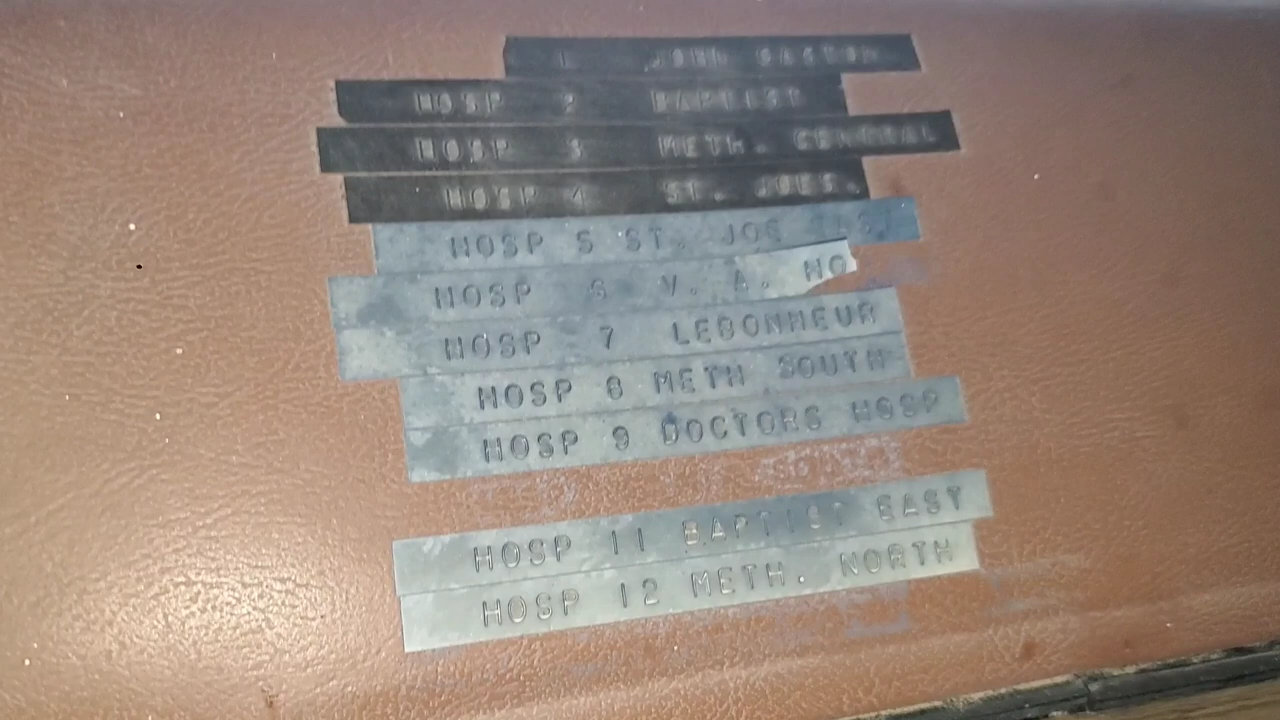 1 JOHN GASTON
HOSP 2 BAPTIST
HOSP 3 METH. GENERAL
HOSP 4 ST. JOES.
HOSP 5 ST. JOE
HOSP 6 V. A. HO
HOSP 7 LEBONHEUR
HOSP 8 METH SOUTH
HOSP 9 DOCTORS HOSP
HOSP 11 BAPTIST EAST
HOSP 12 METH. NORTH